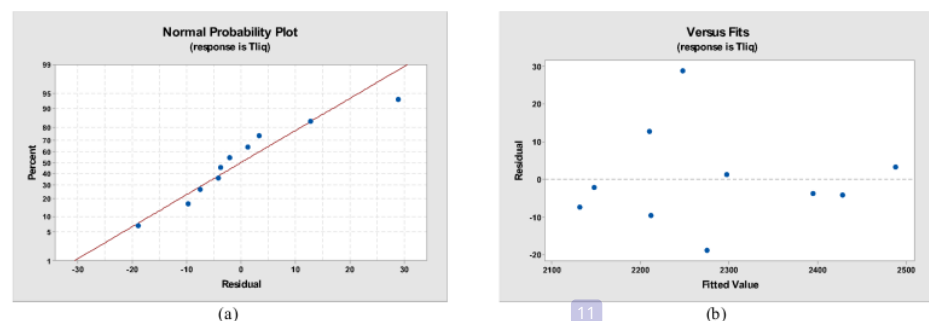 Normal Probability Plot
(response is Tliq)
99
95
90
80
70
60
50
40
30
20
10
5
1
Percent
-30 -20 -10 0 10 20 30
Residual
(a)
Versus Fits
(response is Tliq)
30
20
10
0
-10
-20
Residual
2100 2200 2300 2400 2500
Fitted Value
11
(b)